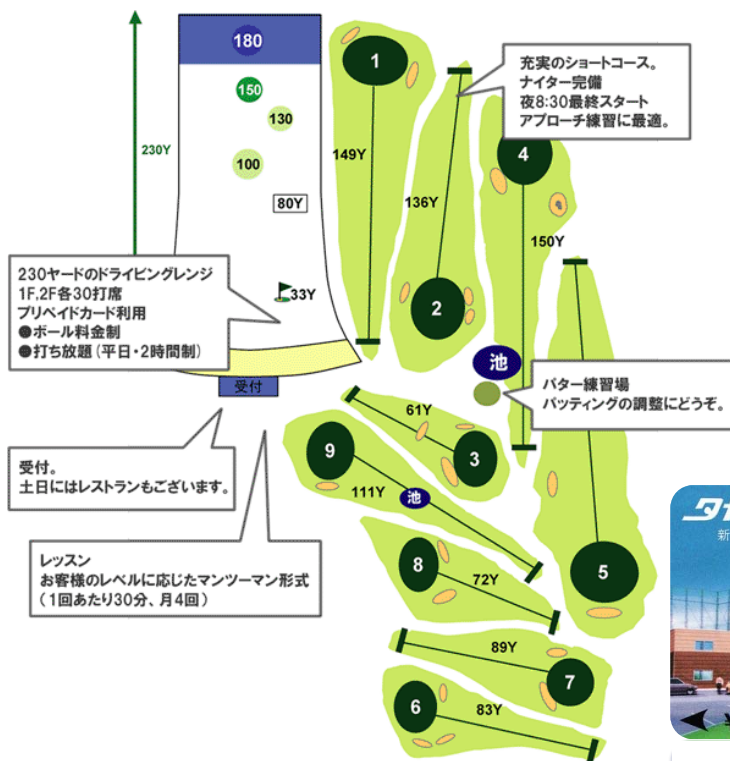 180
150
130
100
230Y
80Y
33Y
230ヤードのドライビングレンジ
1F,2F各30打席
プリペイドカード利用
●ボール料金制
●打ち放題(平日・2時間制)
受付
受付。
土日にはレストランもございます。
レッスン
お客様のレベルに応じたマンツーマン形式
(1回あたり30分、月4回)
1
149Y
136Y
2
充実のショートコース。
ナイター完備
夜8:30最終スタート
アプローチ練習に最適。
4
150Y
池
パター練習場
パッティングの調整にどうぞ。
61Y
3
9
111Y
池
5
8
72Y
89Y
7
6
83Y
新